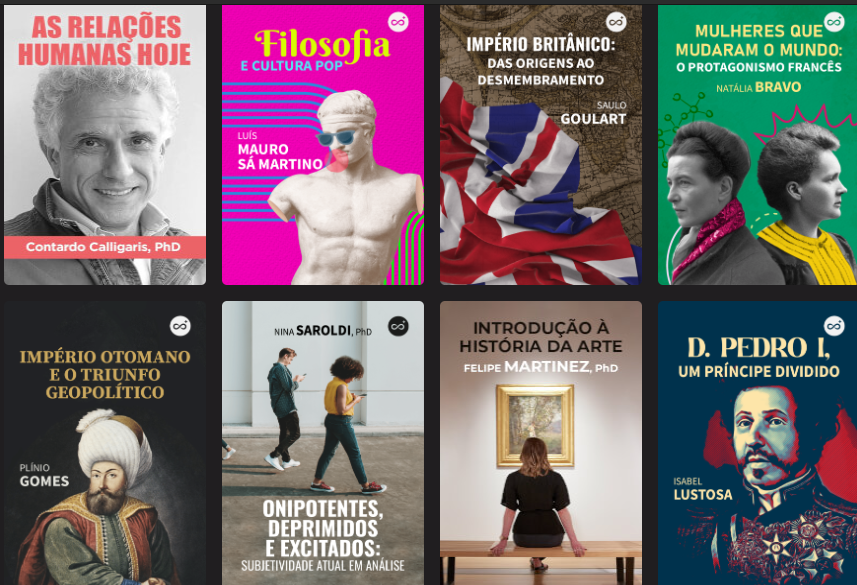 AS RELAÇÕES
HUMANAS HOJE
Contardo Calligaris, PhD
Filosofia
E CULTURA POP
LUÍS
MAURO
SÁ MARTINO
IMPÉRIO BRITÂNICO:
DAS ORIGENS AO
DESMEMBRAMENTO
SAULO
GOULART
MULHERES QUE
MUDARAM O MUNDO:
O PROTAGONISMO FRANCÊS
NATÁLIA BRAVO
IMPÉRIO OTOMANO
E O TRIUNFO
GEOPOLÍTICO
PLÍNIO
GOMES
NINA SAROLDI, PhD
ONIPOTENTES,
DEPRIMIDOS
E EXCITADOS:
SUBJETIVIDADE ATUAL EM ANÁLISE
INTRODUÇÃO À
HISTÓRIA DA ARTE
FELIPE MARTINEZ, PhD
D. PEDRO I,
UM PRÍNCIPE DIVIDIDO
ISABEL
LUSTOSA